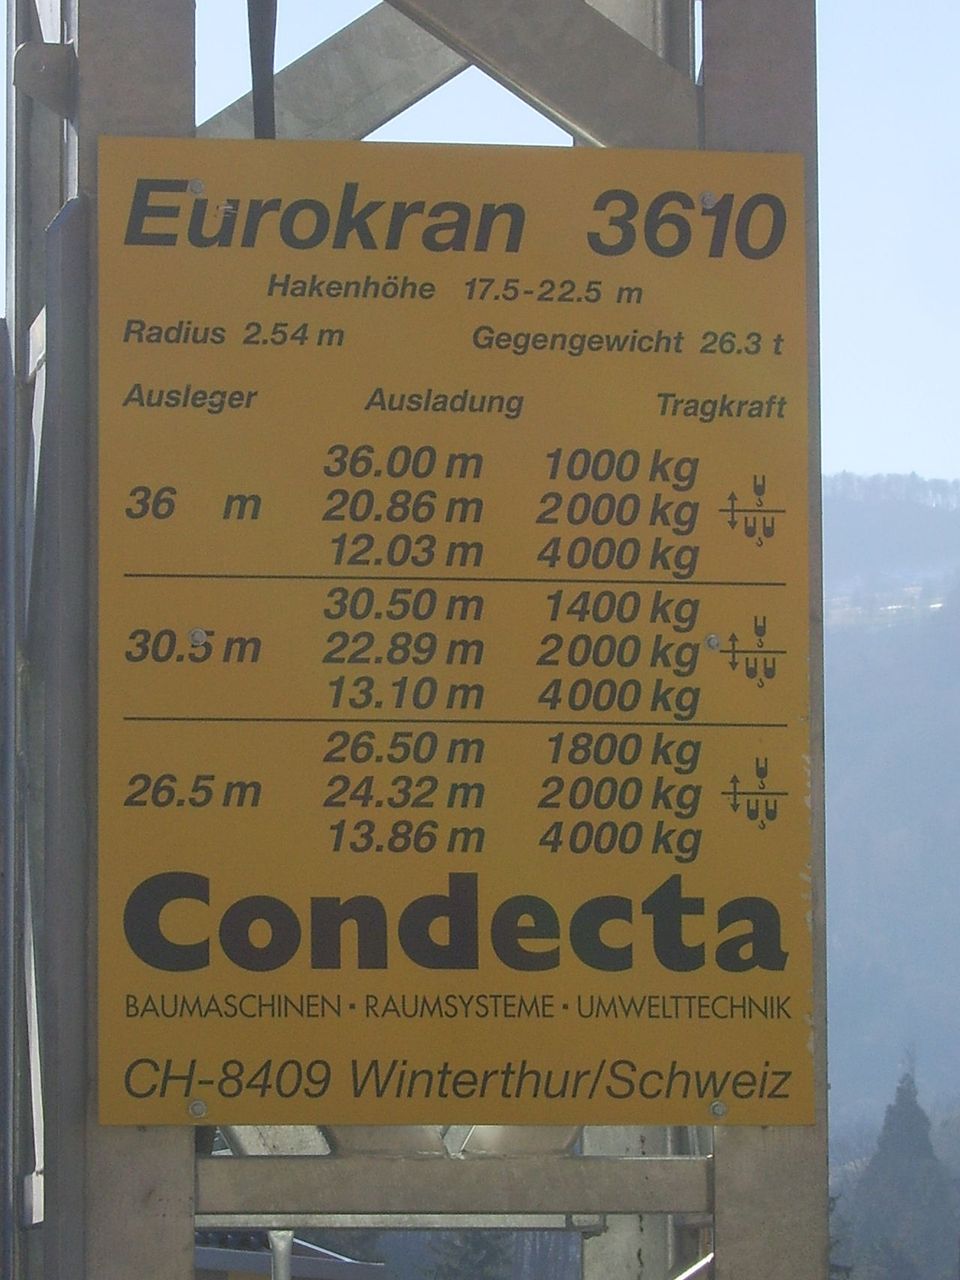 Eurokran 3610
Hakenhöhe 17.5-22.5 m
Radius 2.54 m Gegengewicht 26.3 t
Ausleger Ausladung Tragkraft
36.00 m 1000 kg
36 m 20.86 m 2000 kg
12.03 m 4000 kg
30.50 m 1400 kg
30.5 m 22.89 m 2000 kg
13.10 m 4000 kg
26.50 m 1800 kg
26.5 m 24.32 m 2000 kg
13.86 m 4000 kg
Condecta
BAUMASCHINEN · RAUMSYSTEME · UMWELTTECHNIK
CH-8409 Winterthur/Schweiz